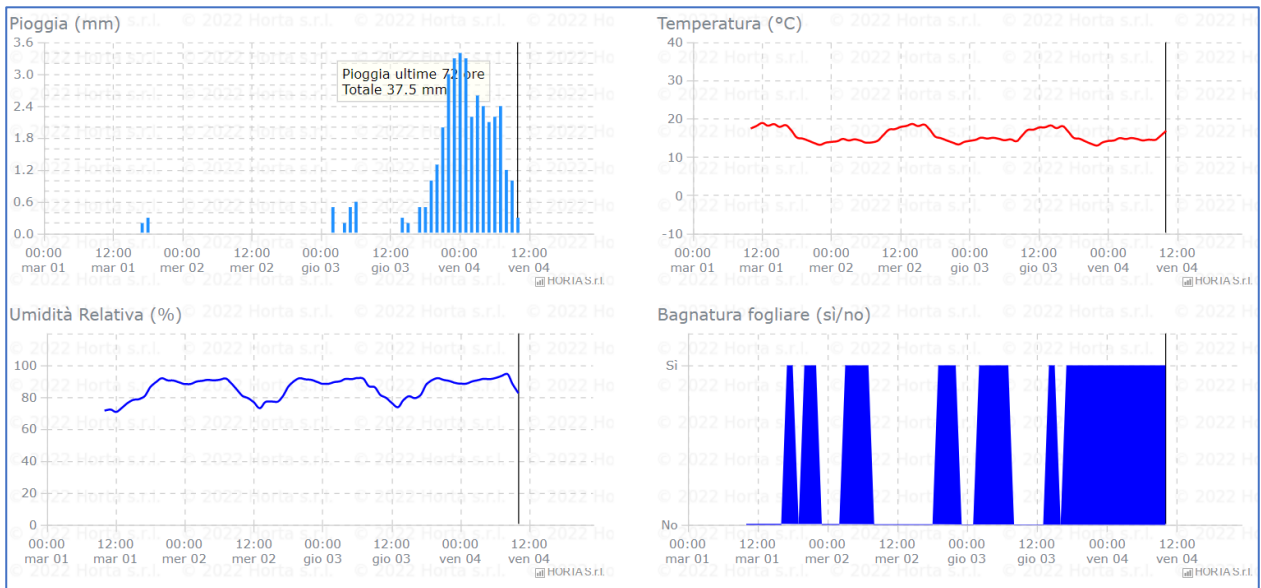 Pioggia (mm)
3.6
3.0
2.4
1.8
1.2
0.6
0.0
Pioggia ultime 72 ore
Totale 37.5 mm
00:00 12:00 00:00 12:00 00:00 12:00 00:00 12:00
mar 01 mar 01 mer 02 mer 02 gio 03 gio 03 ven 04 ven 04
HORTA S.r.l.
Temperatura (°C)
40
30
20
10
0
-10
00:00 12:00 00:00 12:00 00:00 12:00 00:00 12:00
mar 01 mar 01 mer 02 mer 02 gio 03 gio 03 ven 04 ven 04
HORTA S.r.l.
Umidità Relativa (%)
100
80
60
40
20
0
00:00 12:00 00:00 12:00 00:00 12:00 00:00 12:00
mar 01 mar 01 mer 02 mer 02 gio 03 gio 03 ven 04 ven 04
HORTA S.r.l.
Bagnatura fogliare (sì/no)
Sì
No
00:00 12:00 00:00 12:00 00:00 12:00 00:00 12:00
mar 01 mar 01 mer 02 mer 02 gio 03 gio 03 ven 04 ven 04
HORTA S.r.l.
© 2022 Horta s.r.l.